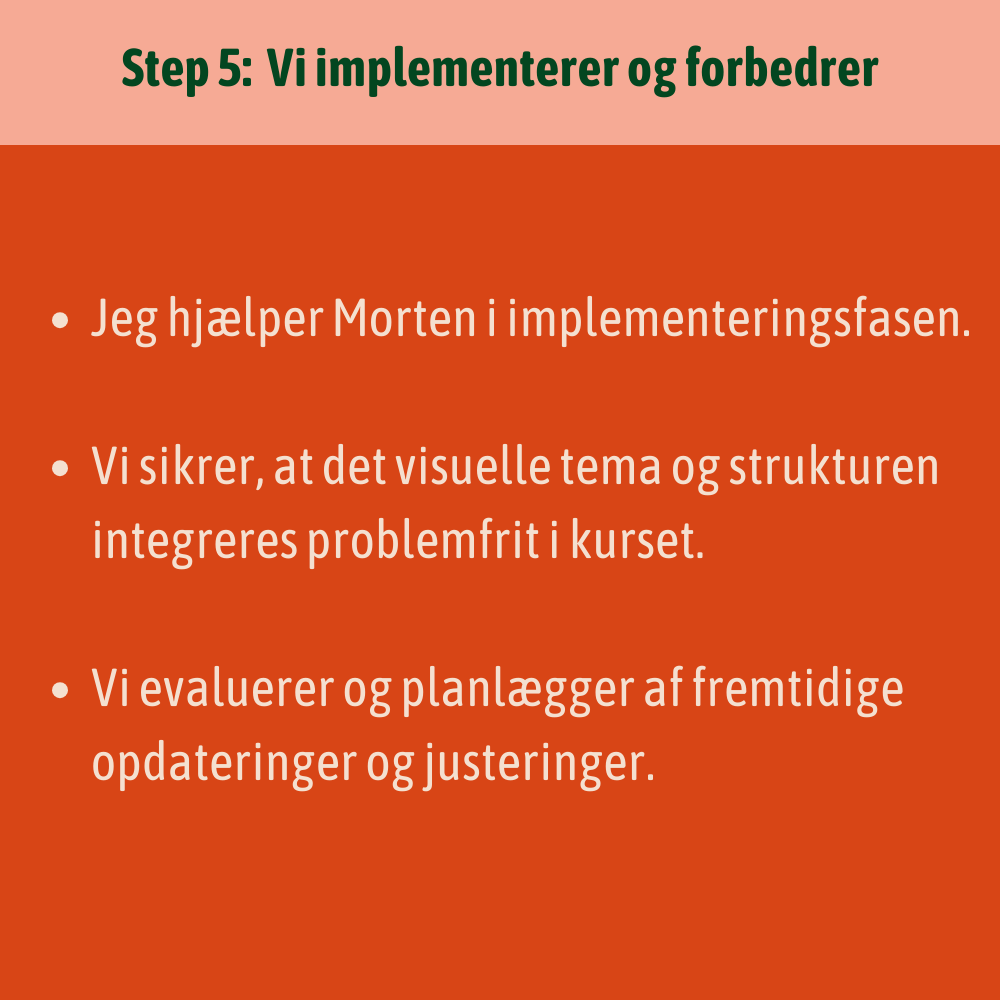 Step 5: Vi implementerer og forbedrer
• Jeg hjælper Morten i implementeringsfasen.
• Vi sikrer, at det visuelle tema og strukturen
integreres problemfrit i kurset.
• Vi evaluerer og planlægger af fremtidige
opdateringer og justeringer.